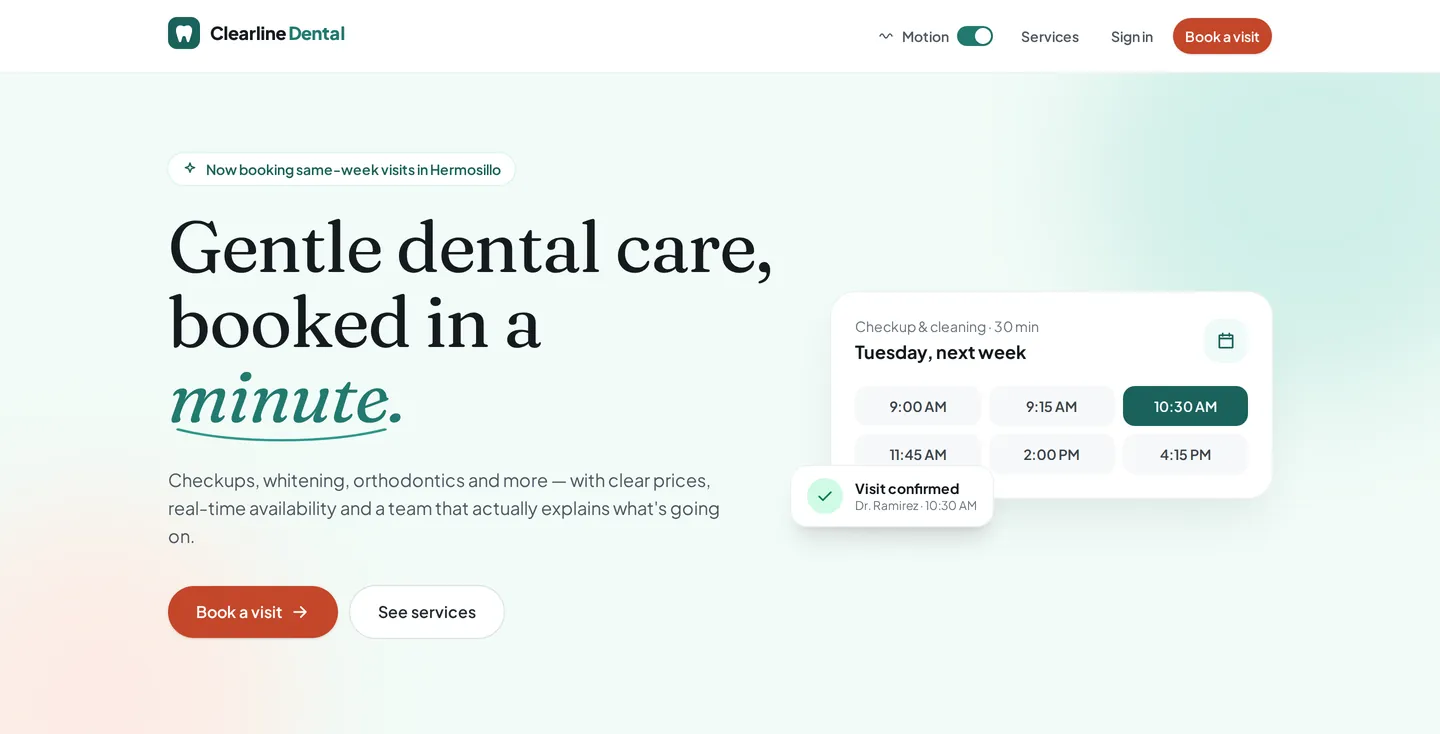 Clearline Dental
Motion
Services
Sign in
Book a visit
Now booking same-week visits in Hermosillo
Gentle dental care,
booked in a
minute.
Checkups, whitening, orthodontics and more — with clear prices,
real-time availability and a team that actually explains what's going
on.
Book a visit
See services
Checkup & cleaning · 30 min
Tuesday, next week
9:00 AM
9:15 AM
10:30 AM
11:45 AM
2:00 PM
4:15 PM
Visit confirmed
Dr. Ramirez · 10:30 AM